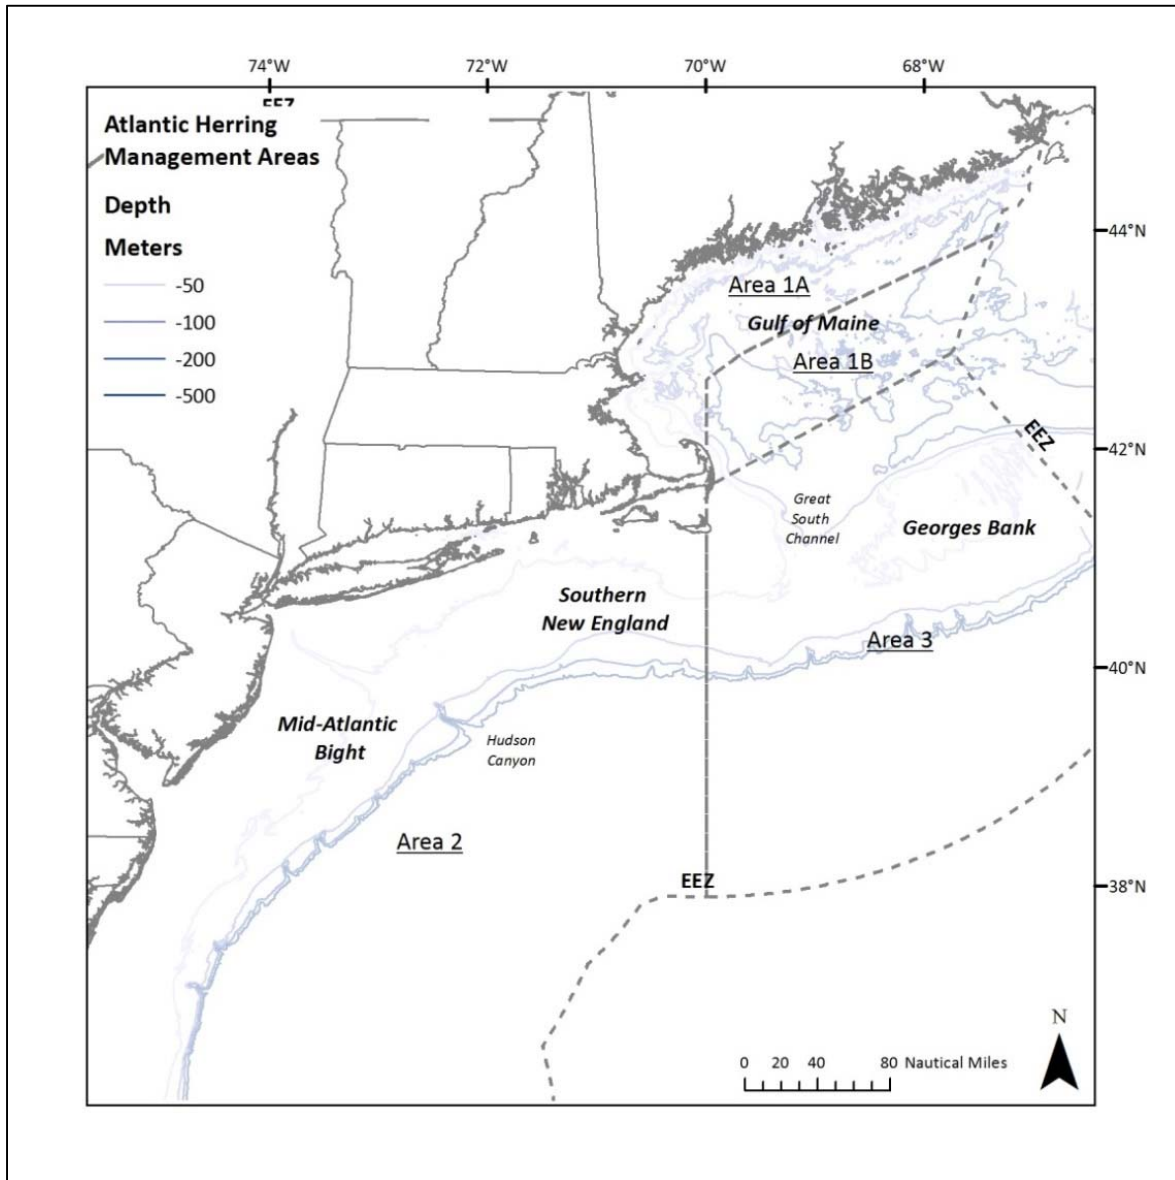 74°W 72°W 70°W 68°W
EEZ
Atlantic Herring
Management Areas
Depth
Meters
-50
-100
-200
-500
44°N
Area 1A
Gulf of Maine
Area 1B
EEZ
42°N
Great
South
Channel
Georges Bank
Southern
New England
Area 3
40°N
Mid-Atlantic
Bight
Hudson
Canyon
Area 2
EEZ
38°N
N
0 20 40 80 Nautical Miles